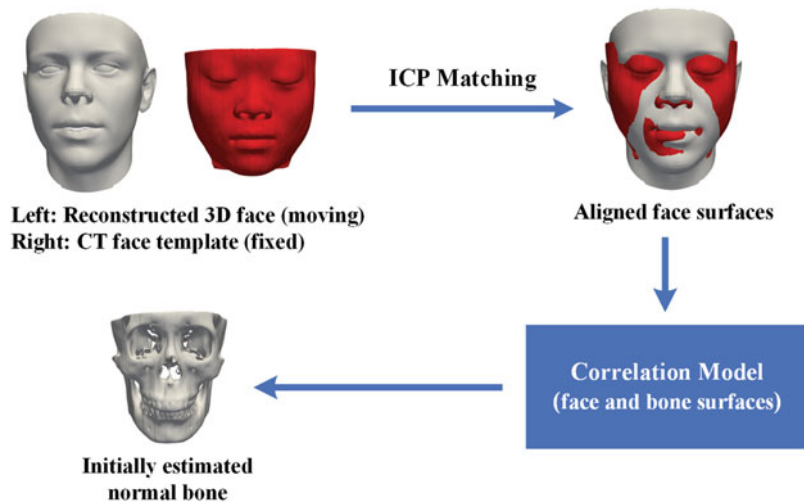 ICP Matching
Left: Reconstructed 3D face (moving)
Right: CT face template (fixed)
Aligned face surfaces
Correlation Model
(face and bone surfaces)
Initially estimated
normal bone